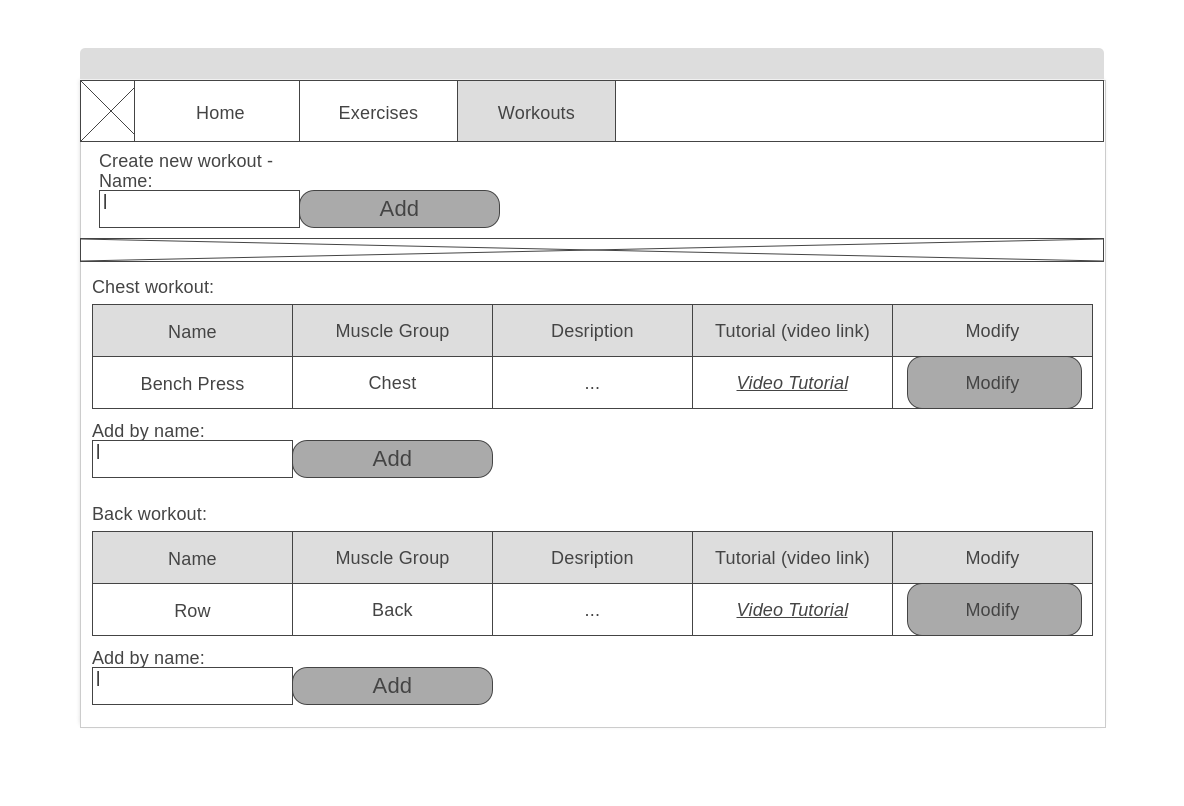 Home Exercises Workouts
Create new workout -
Name:
Add
Chest workout:
Name Muscle Group Desription Tutorial (video link) Modify
Bench Press Chest ... Video Tutorial Modify
Add by name:
Add
Back workout:
Name Muscle Group Desription Tutorial (video link) Modify
Row Back ... Video Tutorial Modify
Add by name:
Add